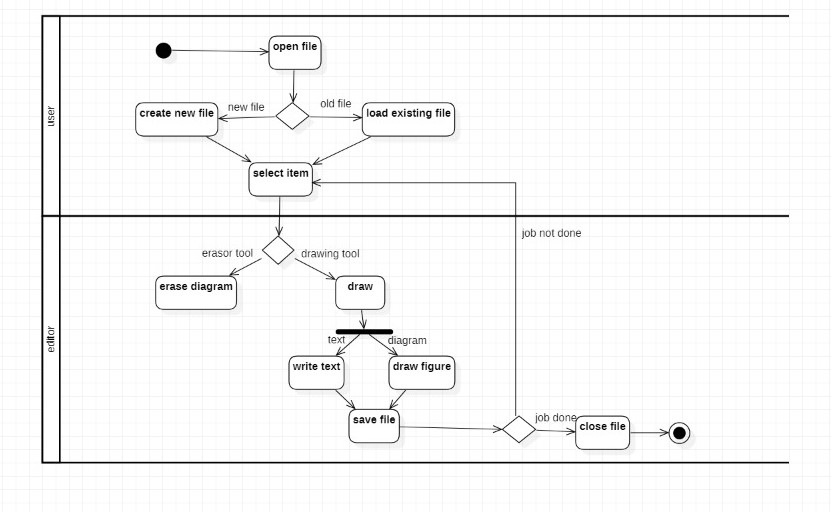 user
open file
new file
old file
create new file
load existing file
select item
editor
job not done
erasor tool
drawing tool
erase diagram
draw
text
diagram
write text
draw figure
save file
job done
close file